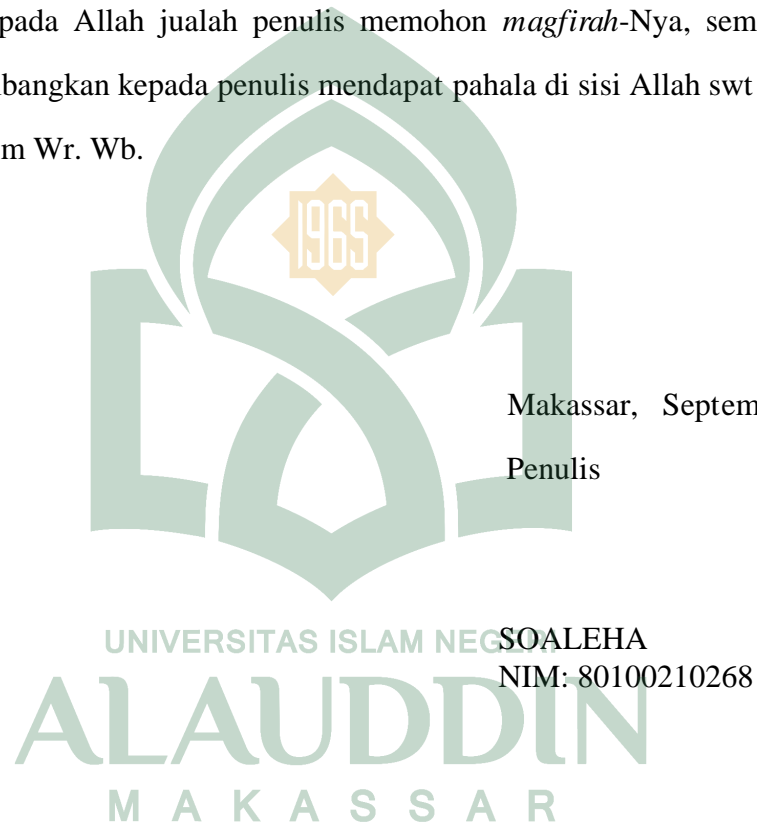 pada Allah jualah penulis memohon magfirah-Nya, sem
bangkan kepada penulis mendapat pahala di sisi Allah swt
m Wr. Wb.
1965
Makassar, Septem
Penulis
SOALEHA
NIM: 80100210268
UNIVERSITAS ISLAM NEGERI
ALAUDDIN
MAKASSAR